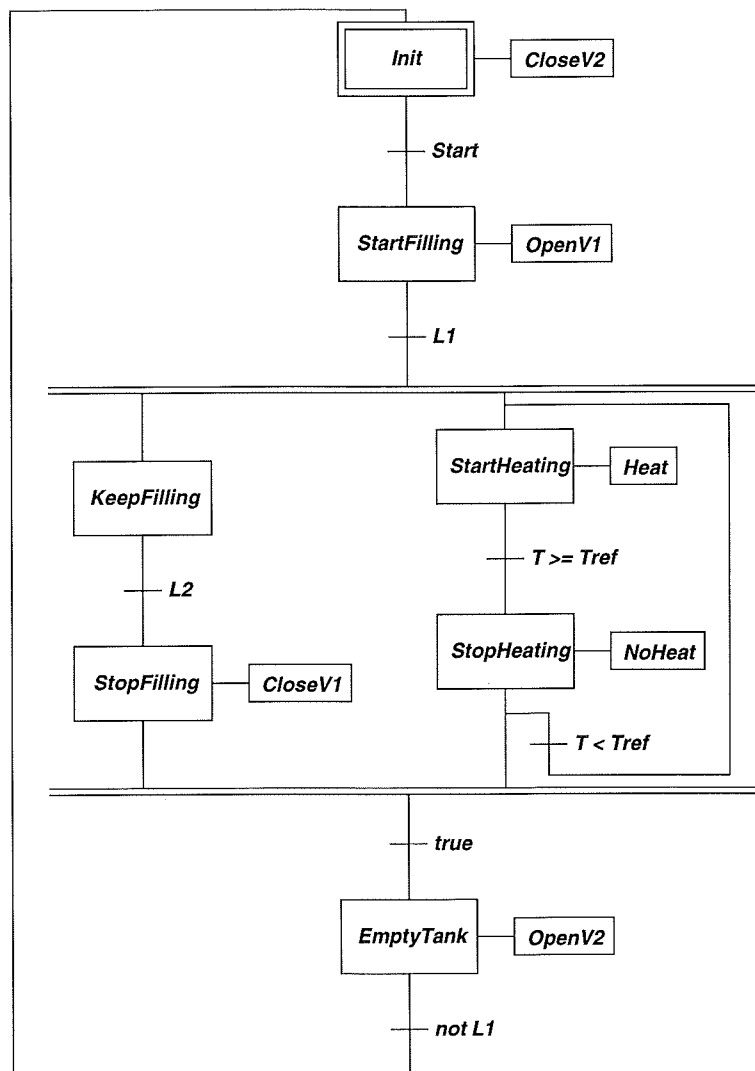 Init
CloseV2
Start
StartFilling
OpenV1
L1
StartHeating
Heat
KeepFilling
T >= Tref
L2
StopHeating
NoHeat
StopFilling
CloseV1
T < Tref
true
EmptyTank
OpenV2
not L1